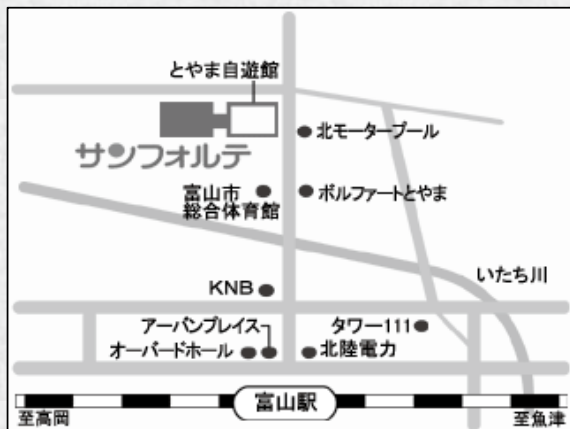 とやま自遊館
サンフォルテ
北モータープール
富山市
総合体育館
ボルファートとやま
いたち川
KNB
アーバンプレイス
タワー111
オーバードホール
北陸電力
富山駅
至高岡
至魚津